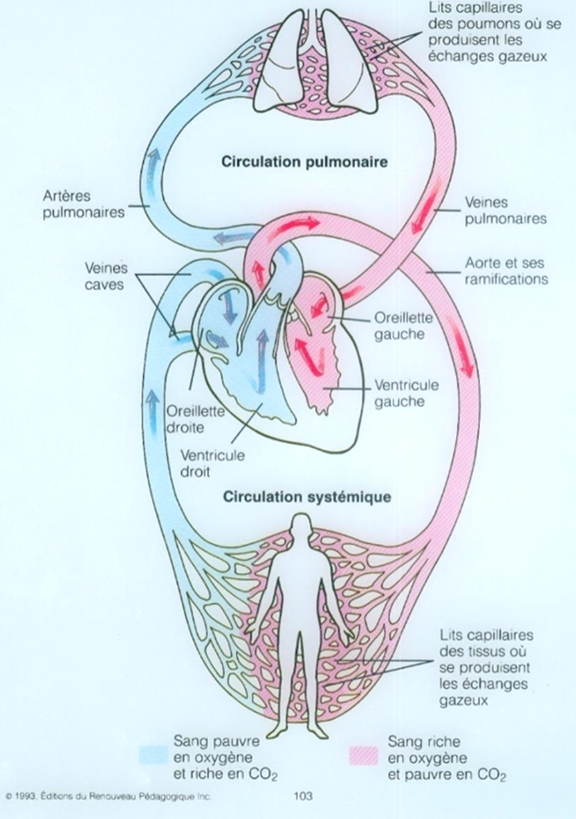 Lits capillaires
des poumons où se
produisent les
échanges gazeux
Circulation pulmonaire
Artères
pulmonaires
Veines
pulmonaires
Veines
caves
Aorte et ses
ramifications
Oreillette
gauche
Ventricule
gauche
Oreillette
droite
Ventricule
droit
Circulation systémique
Lits capillaires
des tissus où
se produisent
les échanges
gazeux
Sang pauvre
en oxygène
et riche en CO₂
Sang riche
en oxygène
et pauvre en CO₂
© 1993, Éditions du Renouveau Pédagogique Inc.
103